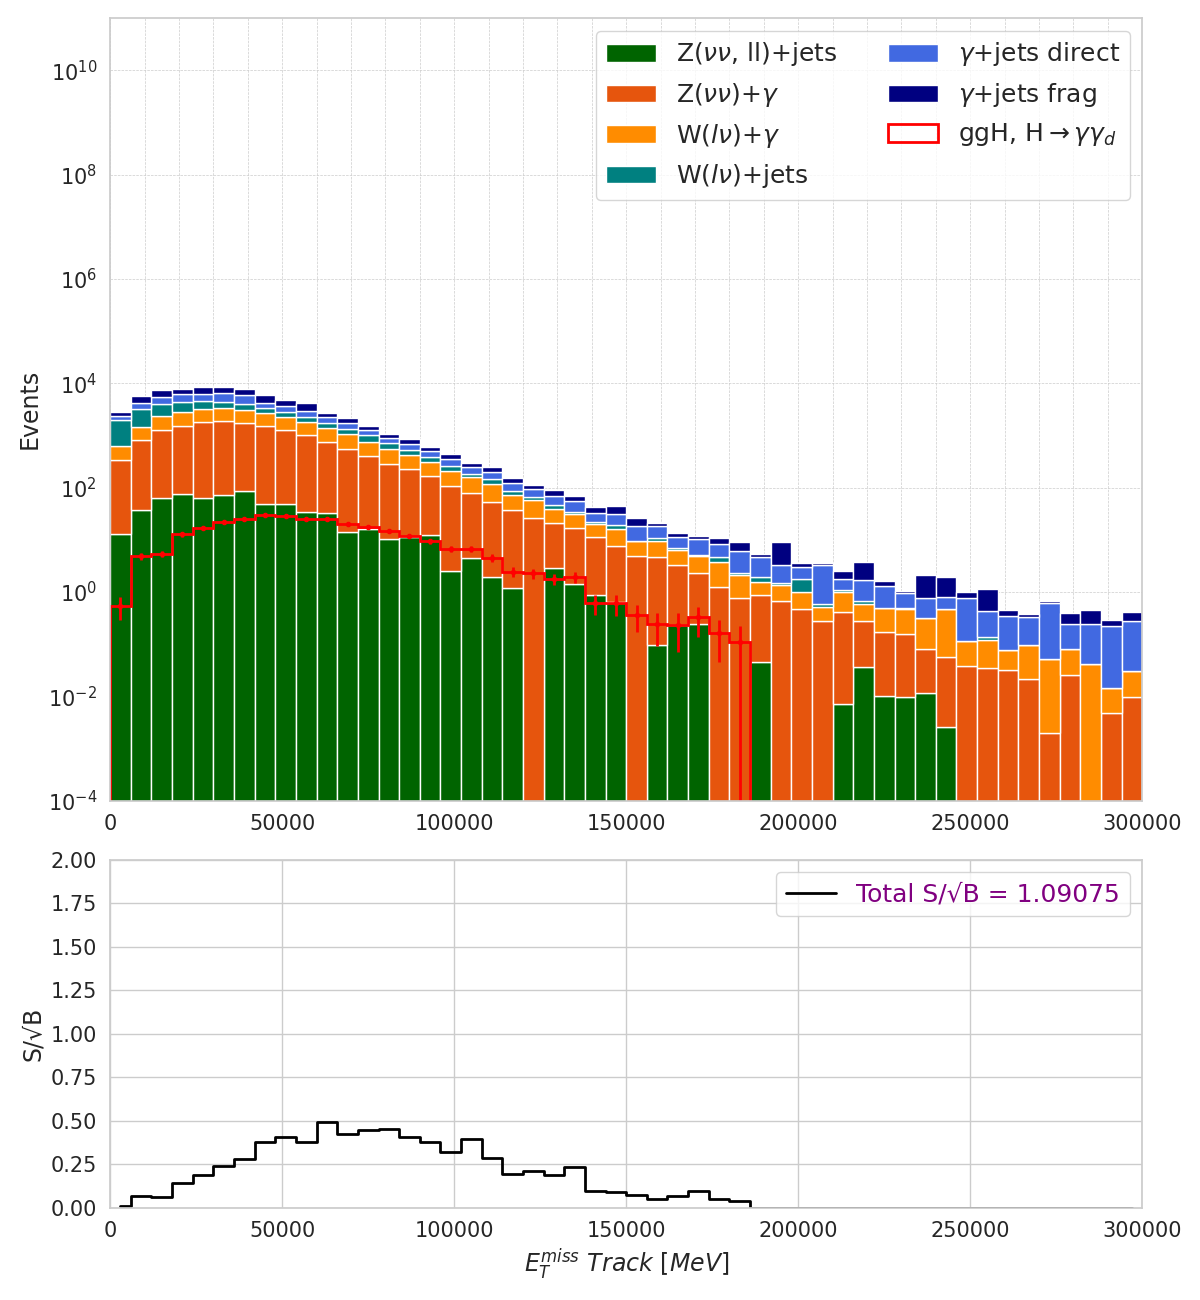 Z(νν, ll)+jets
Z(νν)+γ
W(lν)+γ
W(lν)+jets
γ+jets direct
γ+jets frag
ggH, H→γγ_d
Events
10^10
10^8
10^6
10^4
10^2
10^0
10^−2
10^−4
0 50000 100000 150000 200000 250000 300000
Total S/√B = 1.09075
S/√B
2.00
1.75
1.50
1.25
1.00
0.75
0.50
0.25
0.00
0 50000 100000 150000 200000 250000 300000
E_T^miss Track [MeV]